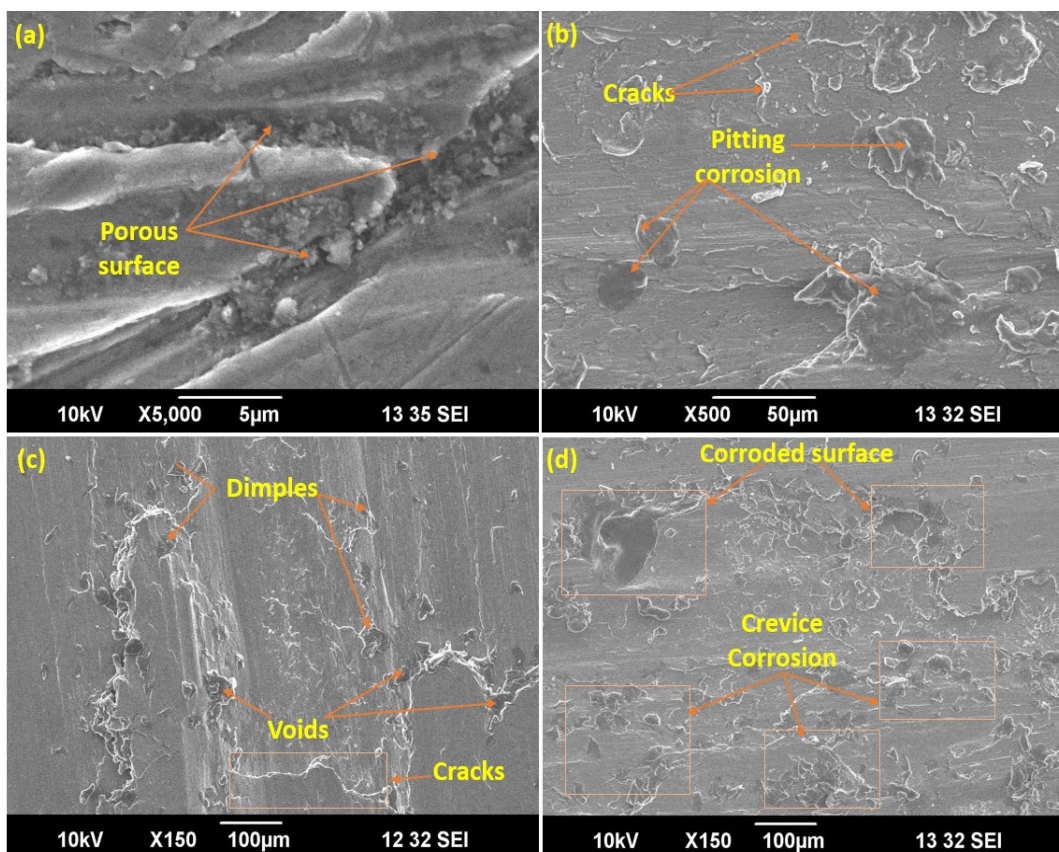 (a)
Porous
surface
10kV X5,000 5µm 13 35 SEI
(b)
Cracks
Pitting
corrosion
10kV X500 50µm 13 32 SEI
(c)
Dimples
Voids
Cracks
10kV X150 100µm 12 32 SEI
(d)
Corroded surface
Crevice
Corrosion
10kV X150 100µm 13 32 SEI